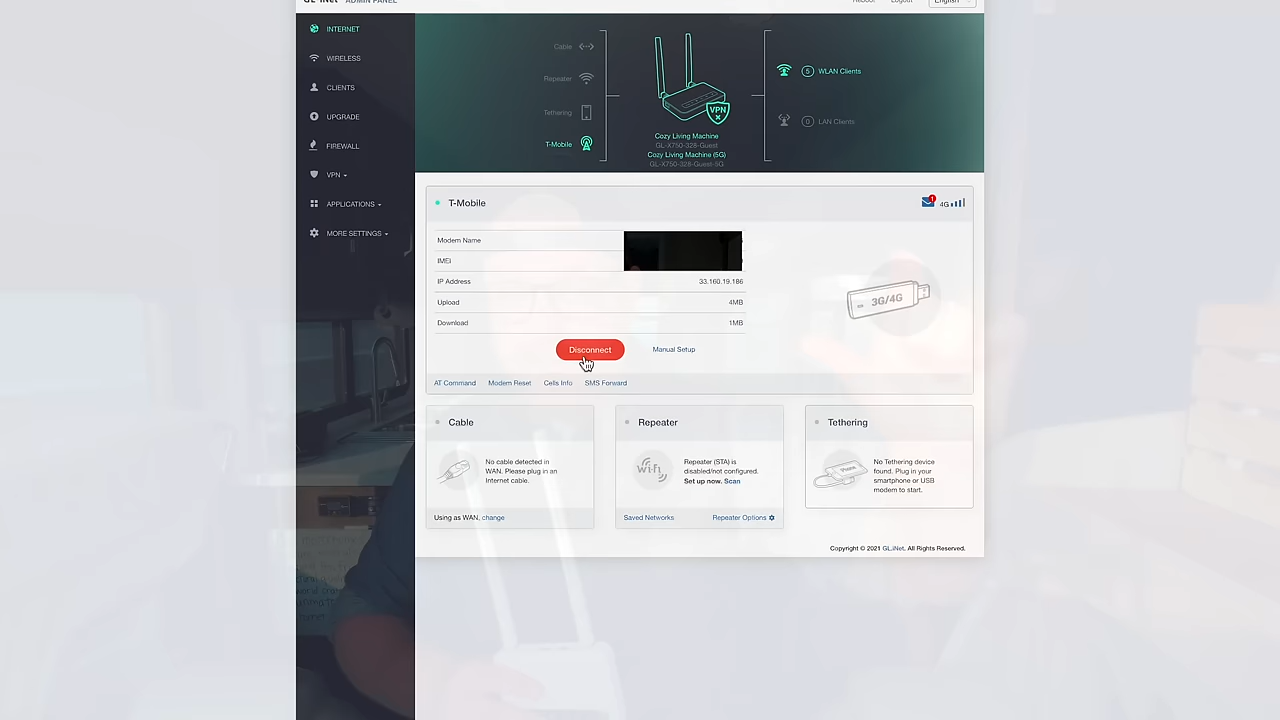 GL·iNet ADMIN PANEL
Reboot Logout English
INTERNET
WIRELESS
CLIENTS
UPGRADE
FIREWALL
VPN
APPLICATIONS
MORE SETTINGS
Cable
Repeater
Tethering
T-Mobile
VPN
Cozy Living Machine
GL-X750-328-Guest
Cozy Living Machine (5G)
GL-X750-328-Guest-5G
5 WLAN Clients
0 LAN Clients
T-Mobile
1 4G
Modem Name
IMEI
IP Address 33.160.19.186
Upload 4MB
Download 1MB
3G/4G
Disconnect Manual Setup
AT Command Modem Reset Cells Info SMS Forward
Cable
No cable detected in
WAN. Please plug in an
Internet cable.
Using as WAN, change
Repeater
Wi-Fi
Repeater (STA) is
disabled/not configured.
Set up now. Scan
Saved Networks Repeater Options
Tethering
Phone
No Tethering device
found. Plug in your
smartphone or USB
modem to start.
Copyright © 2021 GL.iNet. All Rights Reserved.